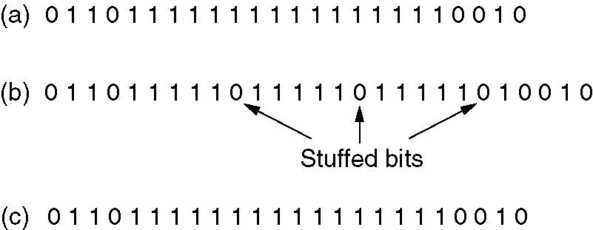 (a) 0 1 1 0 1 1 1 1 1 1 1 1 1 1 1 1 1 1 1 1 0 0 1 0
(b) 0 1 1 0 1 1 1 1 1 0 1 1 1 1 1 0 1 1 1 1 1 0 1 0 0 1 0
Stuffed bits
(c) 0 1 1 0 1 1 1 1 1 1 1 1 1 1 1 1 1 1 1 1 0 0 1 0